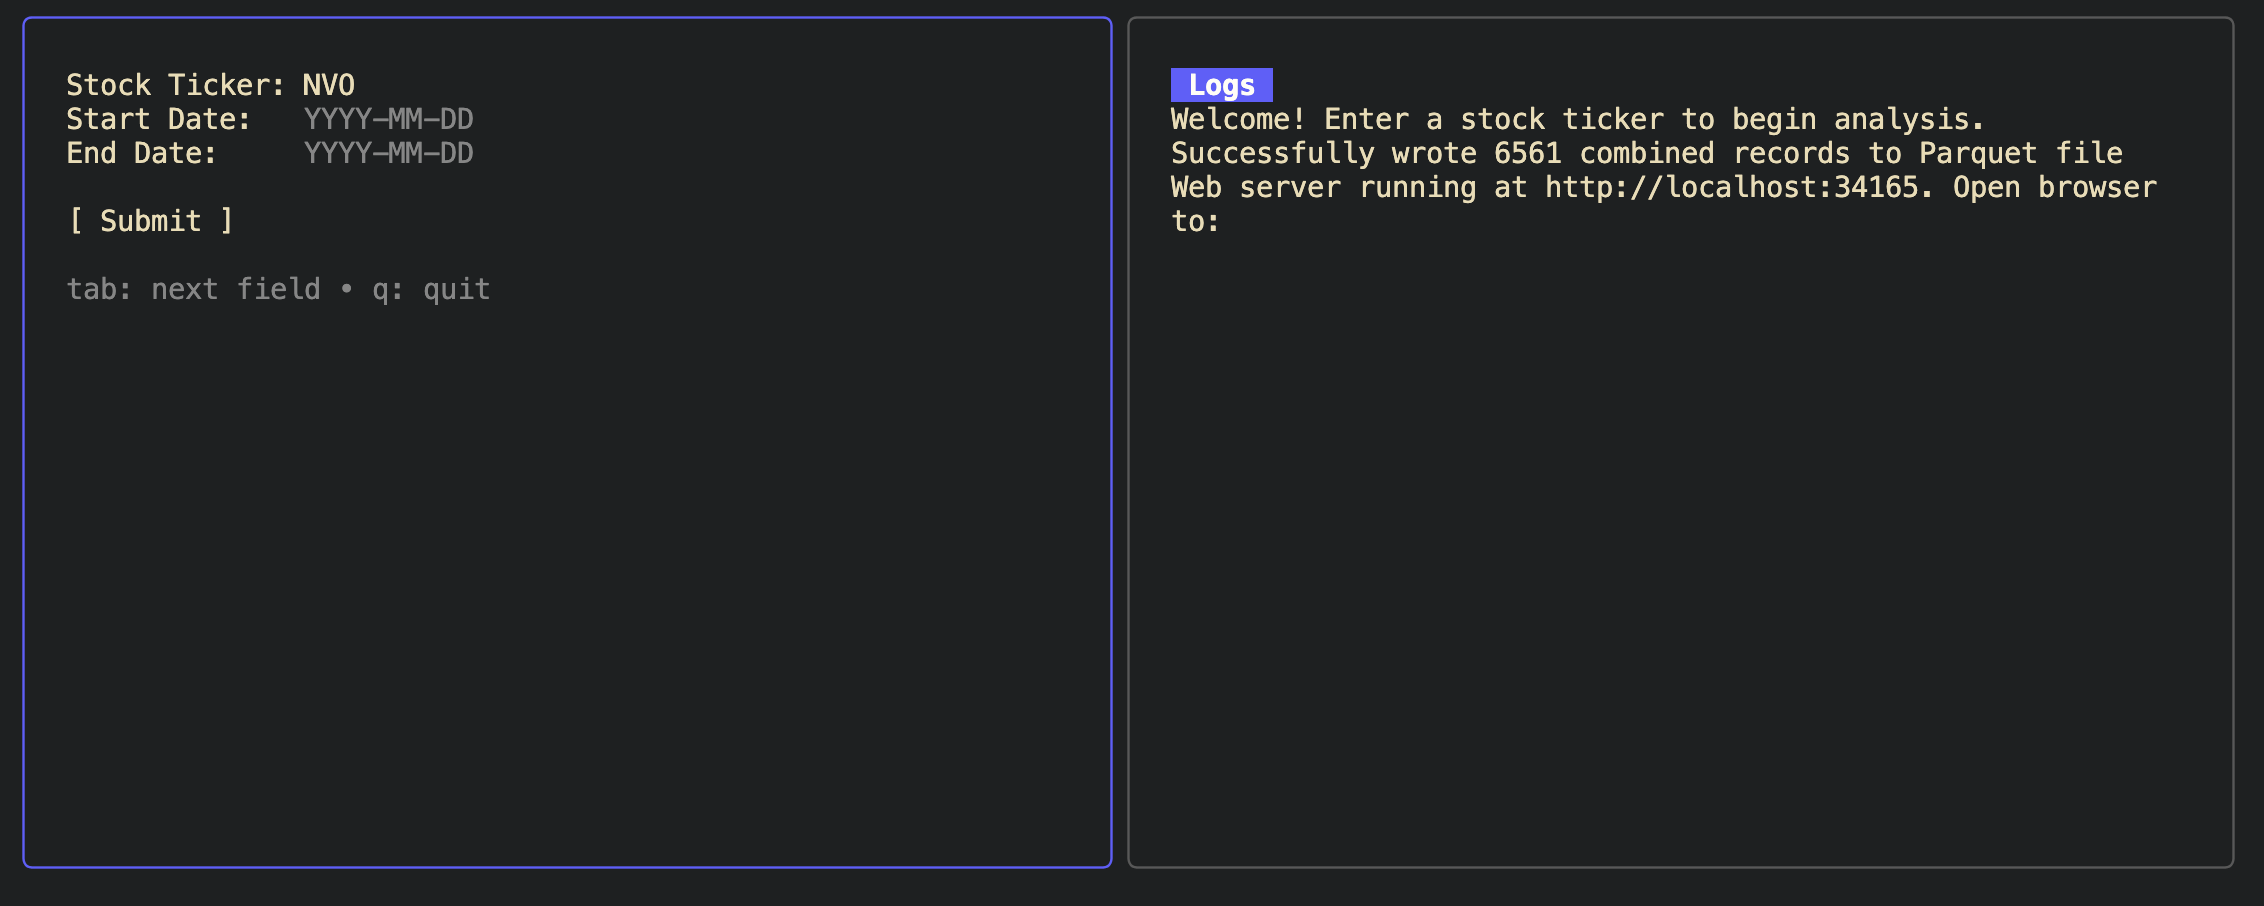 Stock Ticker: NVO
Start Date: YYYY-MM-DD
End Date: YYYY-MM-DD
[ Submit ]
tab: next field • q: quit
Logs
Welcome! Enter a stock ticker to begin analysis.
Successfully wrote 6561 combined records to Parquet file
Web server running at http://localhost:34165. Open browser
to: